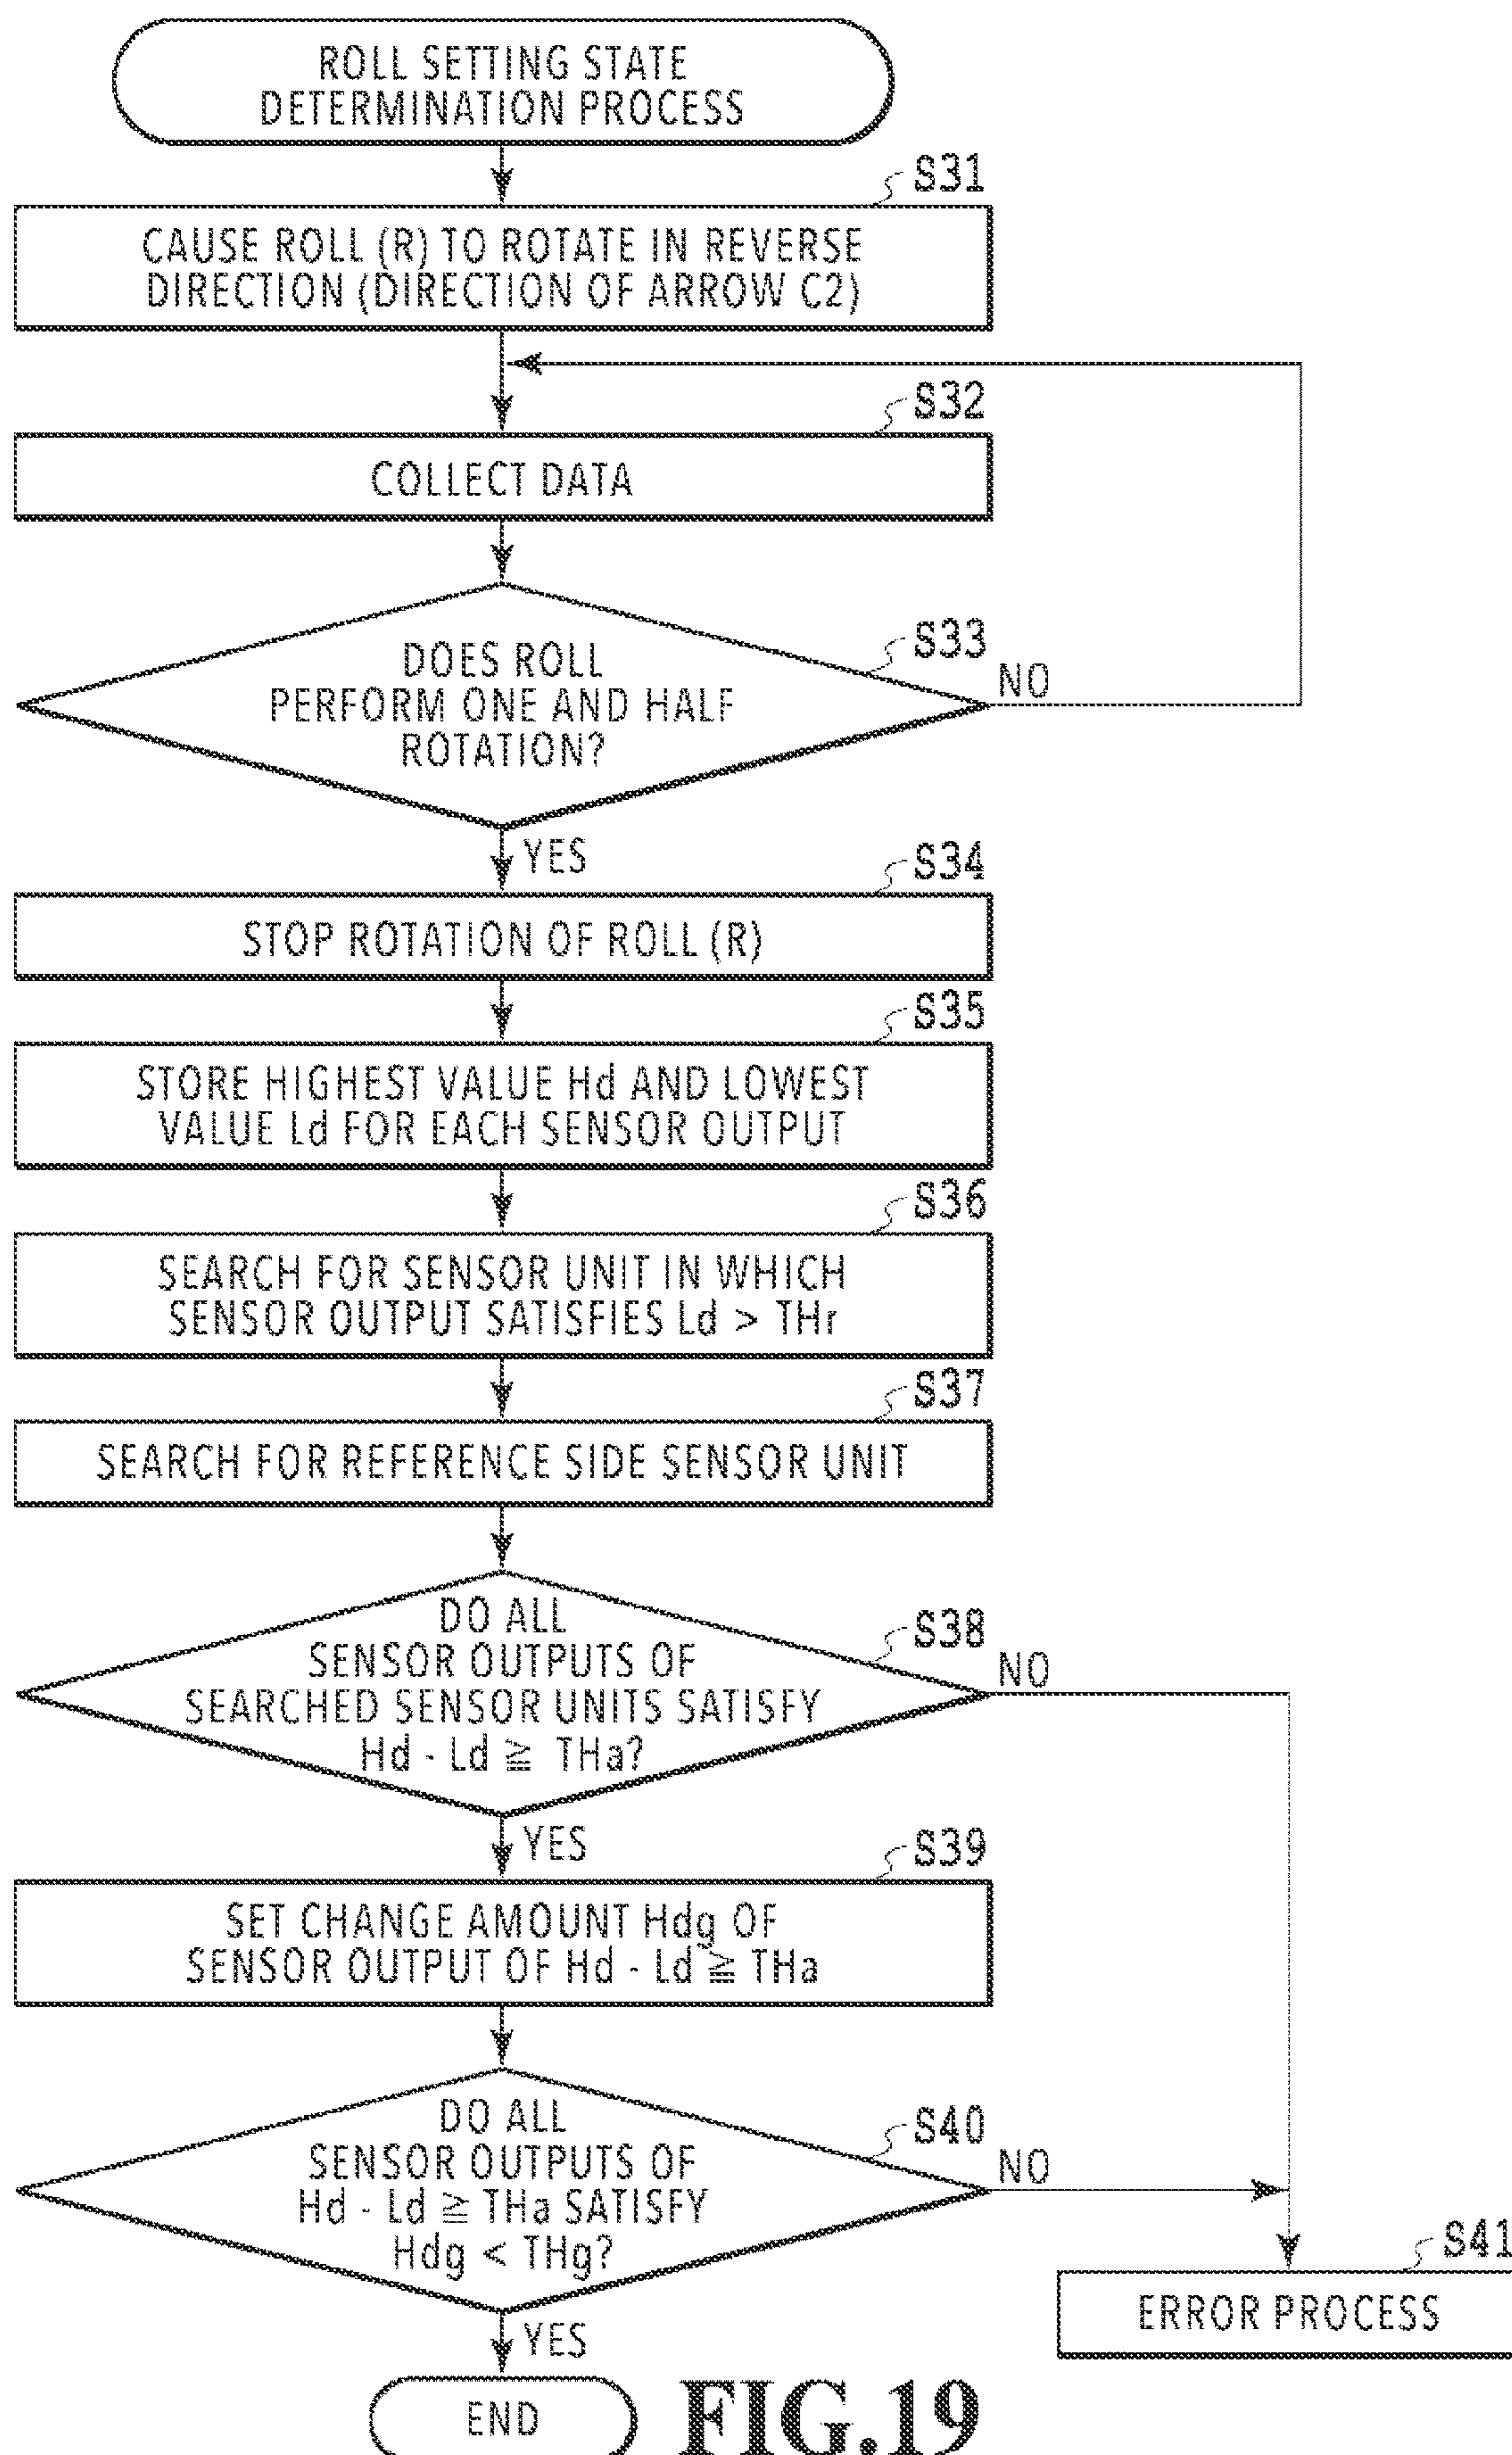 ROLL SETTING STATE
DETERMINATION PROCESS
S31
CAUSE ROLL (R) TO ROTATE IN REVERSE
DIRECTION (DIRECTION OF ARROW C2)
S32
COLLECT DATA
S33
DOES ROLL
PERFORM ONE AND HALF
ROTATION?
NO
YES
S34
STOP ROTATION OF ROLL (R)
S35
STORE HIGHEST VALUE Hd AND LOWEST
VALUE Ld FOR EACH SENSOR OUTPUT
S36
SEARCH FOR SENSOR UNIT IN WHICH
SENSOR OUTPUT SATISFIES Ld > THr
S37
SEARCH FOR REFERENCE SIDE SENSOR UNIT
S38
DO ALL
SENSOR OUTPUTS OF
SEARCHED SENSOR UNITS SATISFY
Hd - Ld ≧ THa?
NO
YES
S39
SET CHANGE AMOUNT Hdg OF
SENSOR OUTPUT OF Hd - Ld ≧ THa
S40
DO ALL
SENSOR OUTPUTS OF
Hd - Ld ≧ THa SATISFY
Hdg < THg?
NO
S41
ERROR PROCESS
YES
END
FIG.19